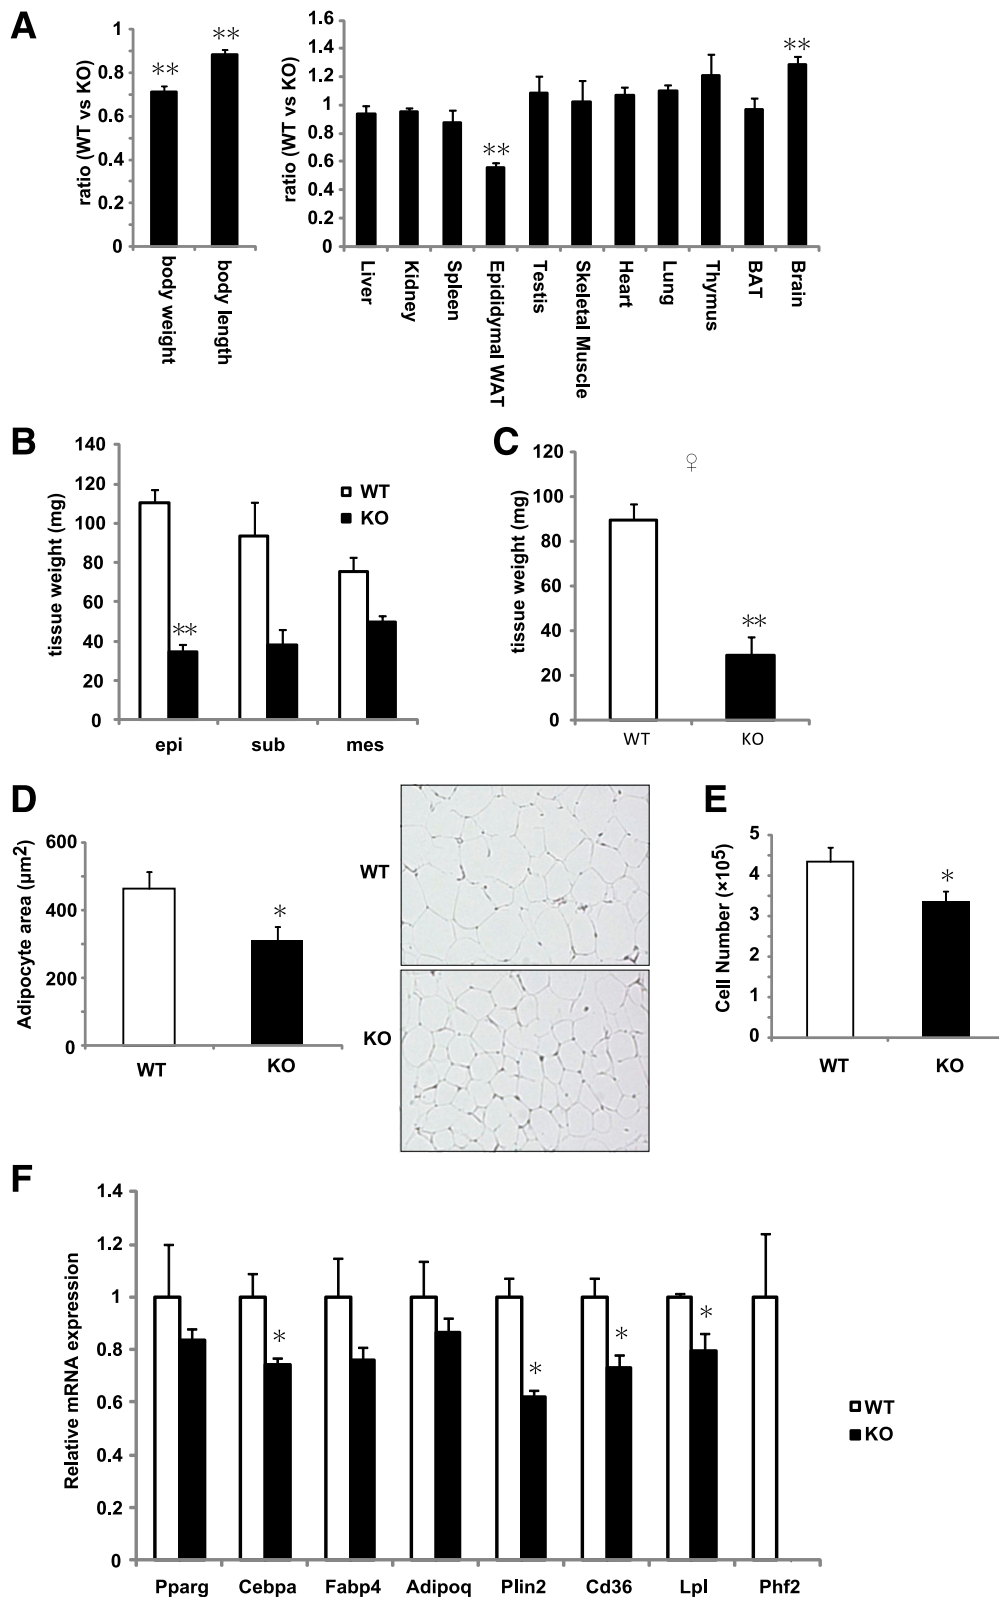 A
ratio (WT vs KO)
1
0.8
0.6
0.4
0.2
0
**
**
body weight
body length
ratio (WT vs KO)
1.6
1.4
1.2
1
0.8
0.6
0.4
0.2
0
**
**
Liver
Kidney
Spleen
Epididymal WAT
Testis
Skeletal Muscle
Heart
Lung
Thymus
BAT
Brain
B
tissue weight (mg)
140
120
100
80
60
40
20
0
**
WT
KO
epi sub mes
C
tissue weight (mg)
120
100
80
60
40
20
0
♀
**
WT KO
D
Adipocyte area (µm2)
600
400
200
0
*
WT KO
WT
KO
E
Cell Number (×105)
5
4
3
2
1
0
*
WT KO
F
Relative mRNA expression
1.4
1.2
1
0.8
0.6
0.4
0.2
0
*
*
*
*
WT
KO
Pparg Cebpa Fabp4 Adipoq Plin2 Cd36 Lpl Phf2